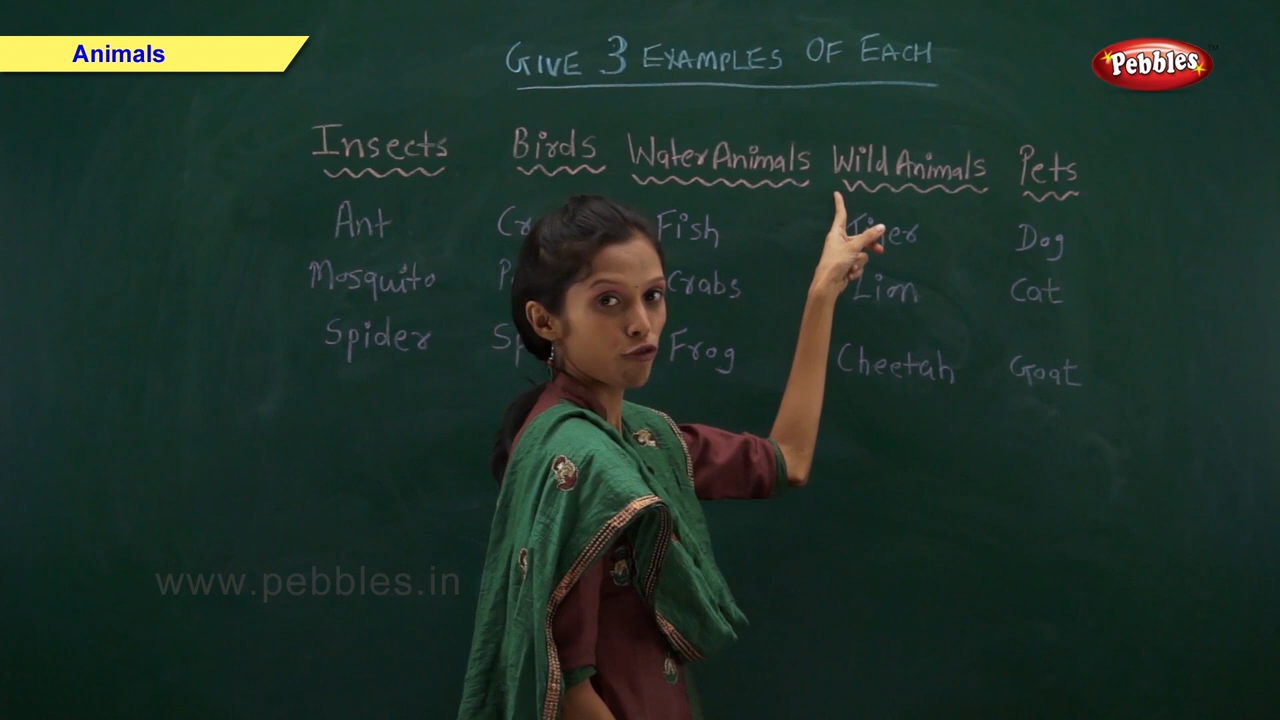 Animals
Pebbles
GIVE 3 EXAMPLES OF EACH
Insects Birds Water Animals Wild Animals Pets
Ant Fish Tiger Dog
Mosquito Crabs Lion Cat
Spider Frog Cheetah Goat
www.pebbles.in